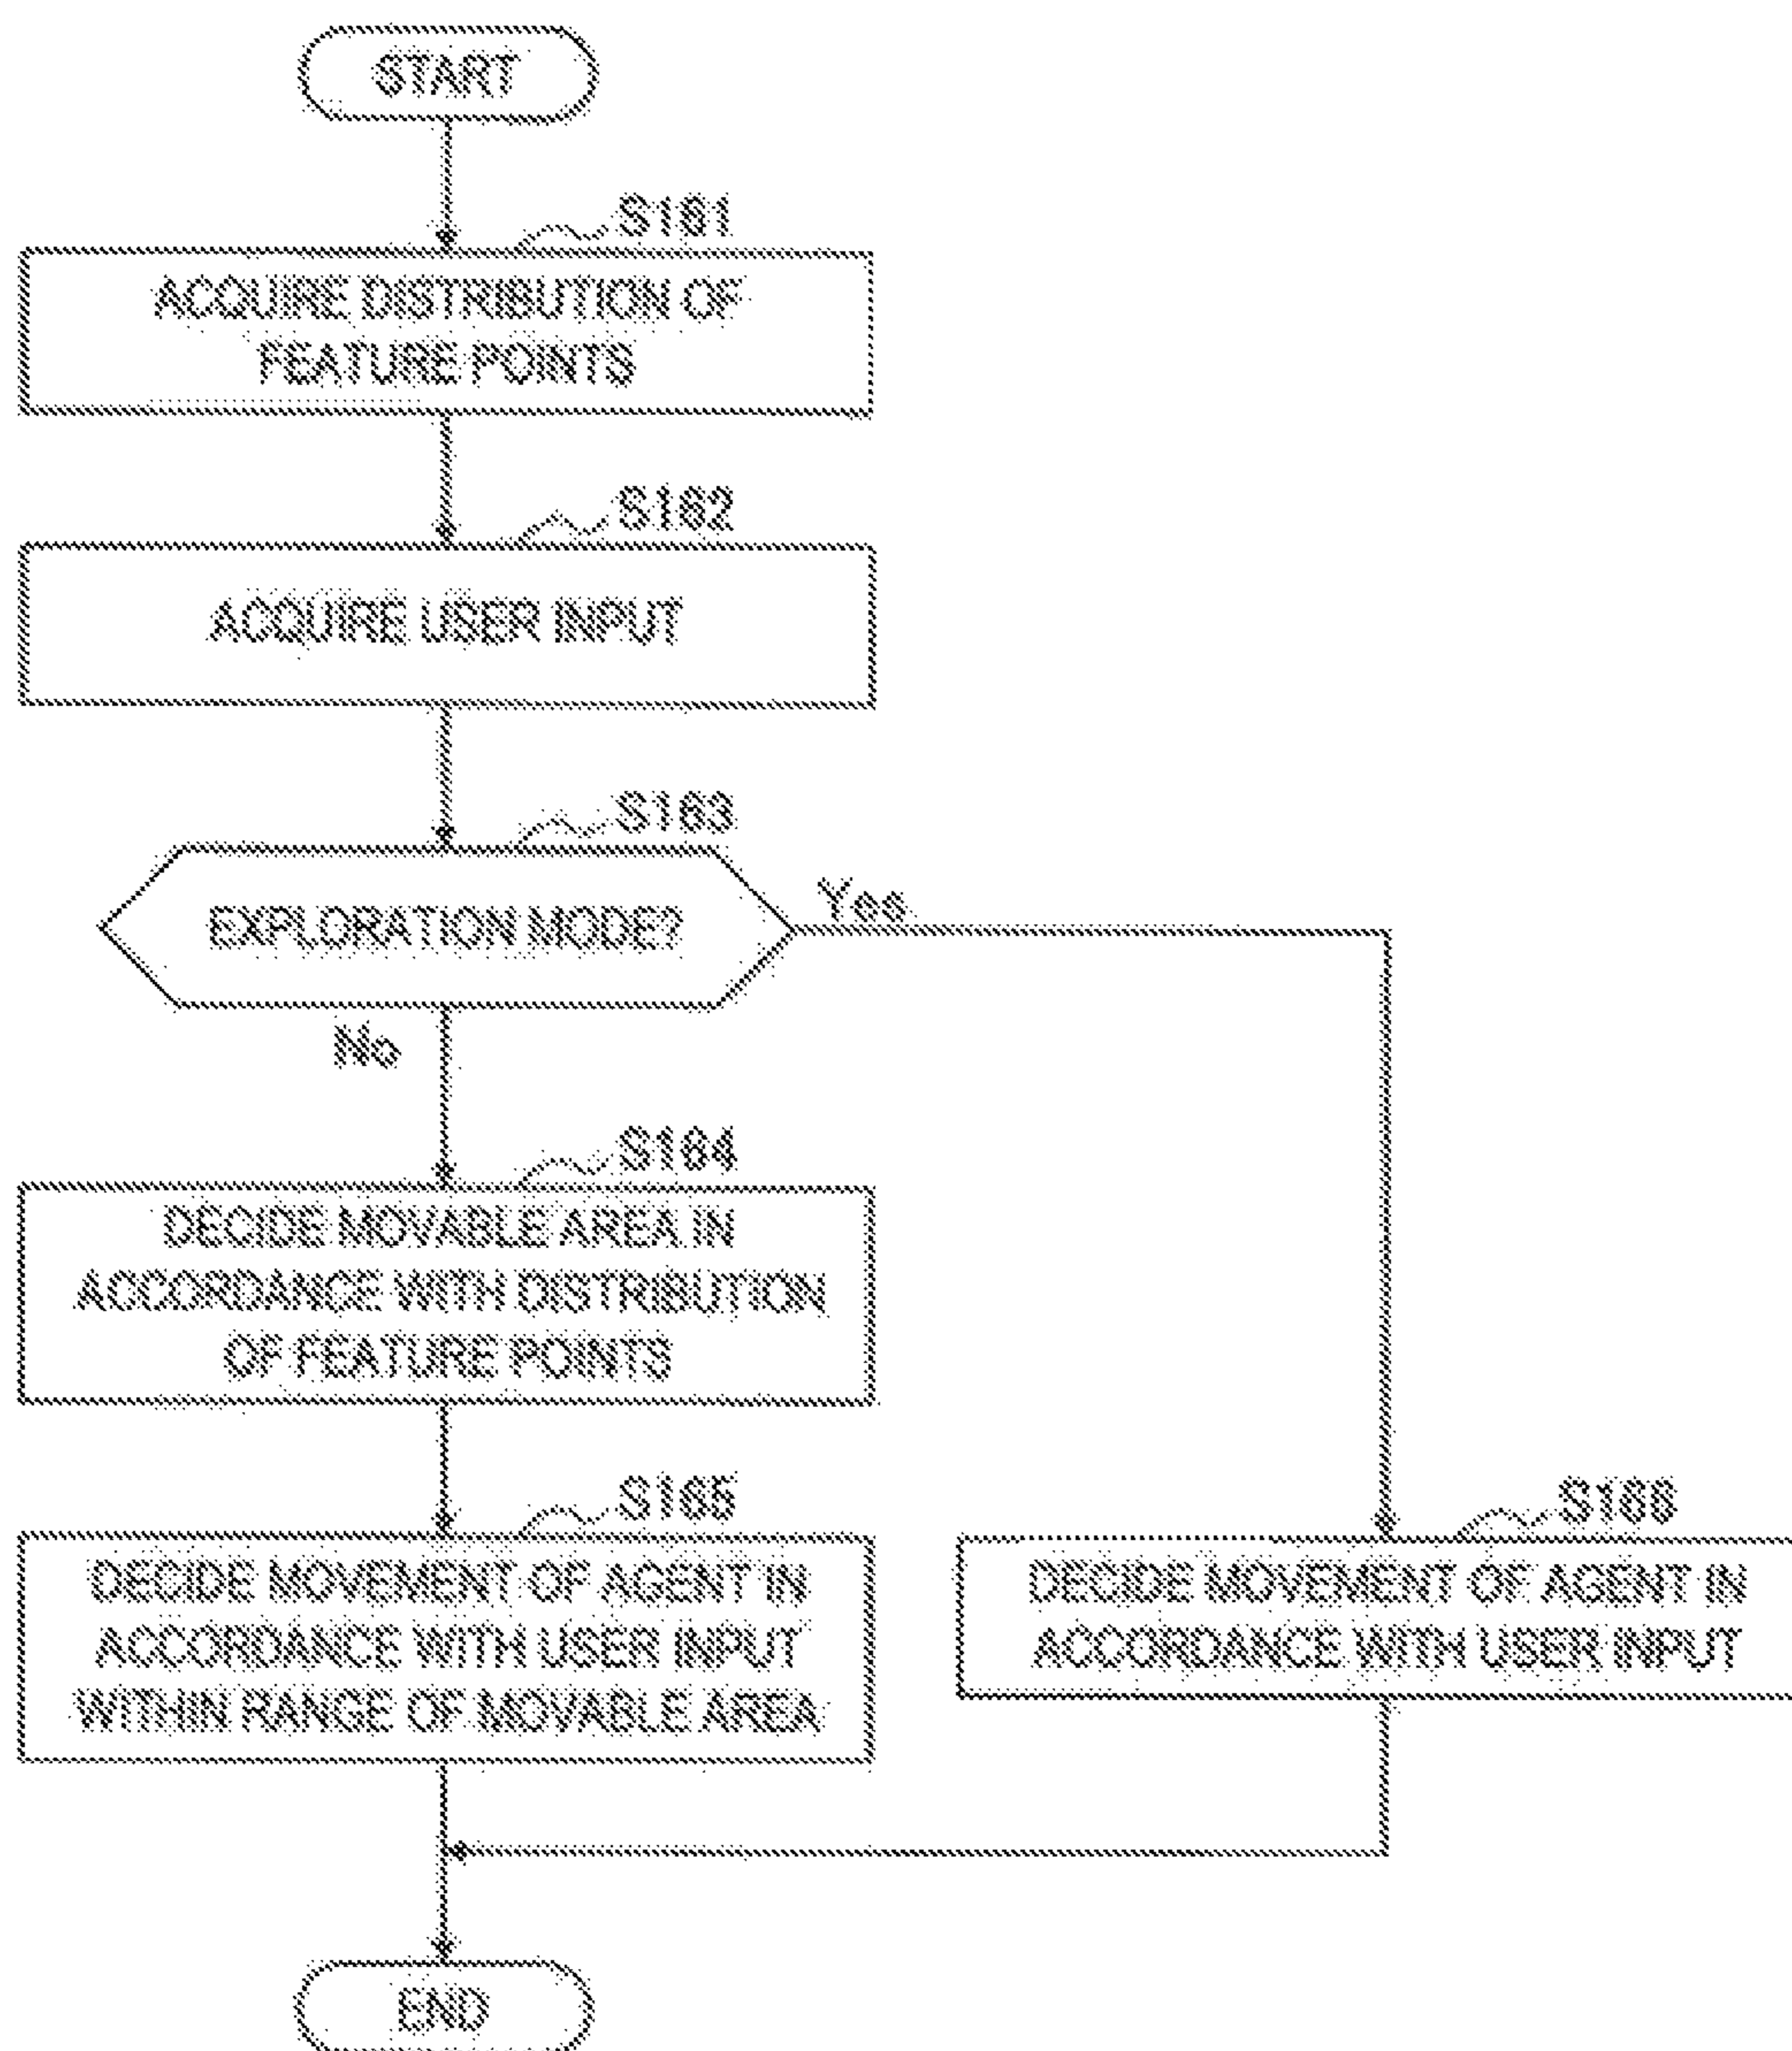 START
S161
ACQUIRE DISTRIBUTION OF
FEATURE POINTS
S162
ACQUIRE USER INPUT
S163
EXPLORATION MODE?
Yes
No
S164
DECIDE MOVABLE AREA IN
ACCORDANCE WITH DISTRIBUTION
OF FEATURE POINTS
S165
DECIDE MOVEMENT OF AGENT IN
ACCORDANCE WITH USER INPUT
WITHIN RANGE OF MOVABLE AREA
S166
DECIDE MOVEMENT OF AGENT IN
ACCORDANCE WITH USER INPUT
END